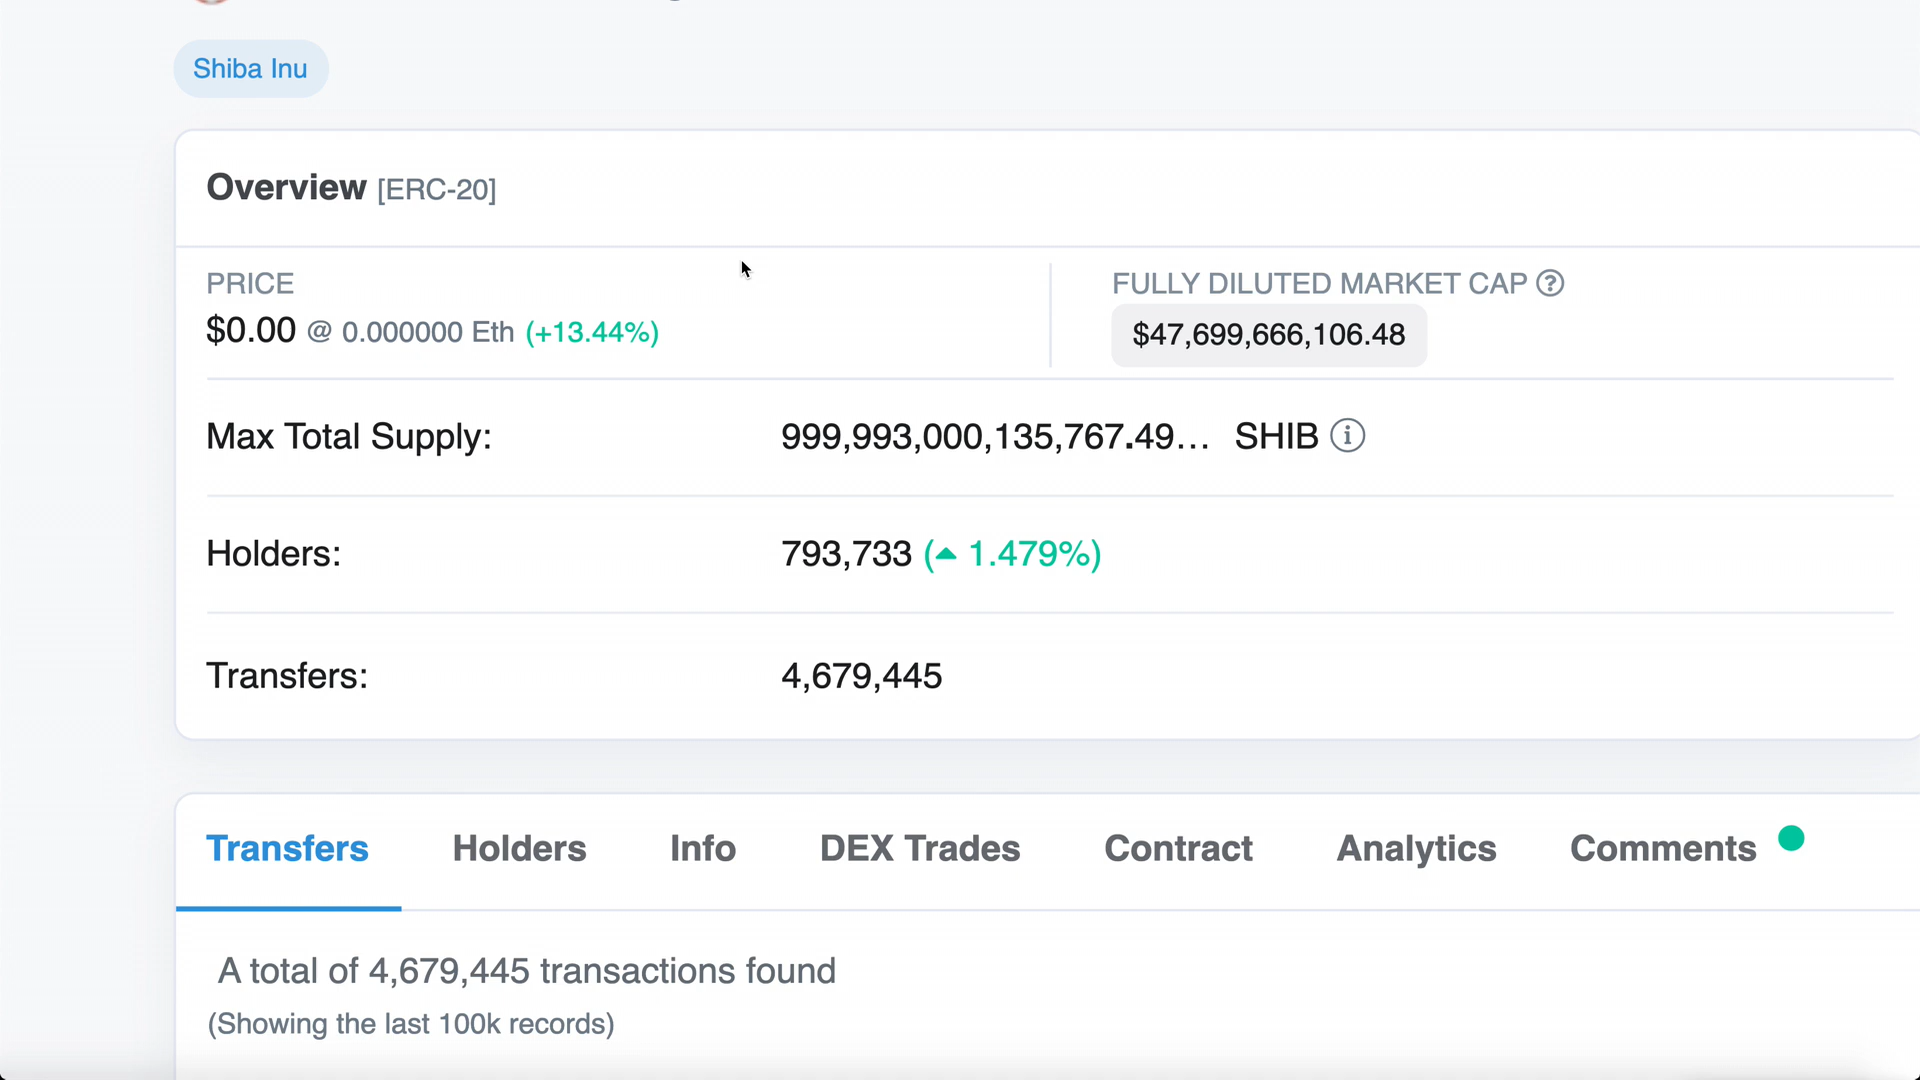 Shiba Inu
Overview [ERC-20]
PRICE
$0.00 @ 0.000000 Eth (+13.44%)
FULLY DILUTED MARKET CAP
$47,699,666,106.48
Max Total Supply: 999,993,000,135,767.49... SHIB
Holders: 793,733 (1.479%)
Transfers: 4,679,445
Transfers Holders Info DEX Trades Contract Analytics Comments
A total of 4,679,445 transactions found
(Showing the last 100k records)